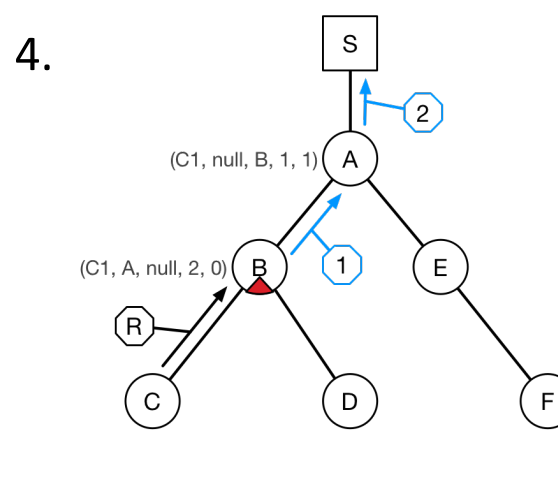 4.
S
2
(C1, null, B, 1, 1)
A
(C1, A, null, 2, 0)
B
1
E
R
C
D
F